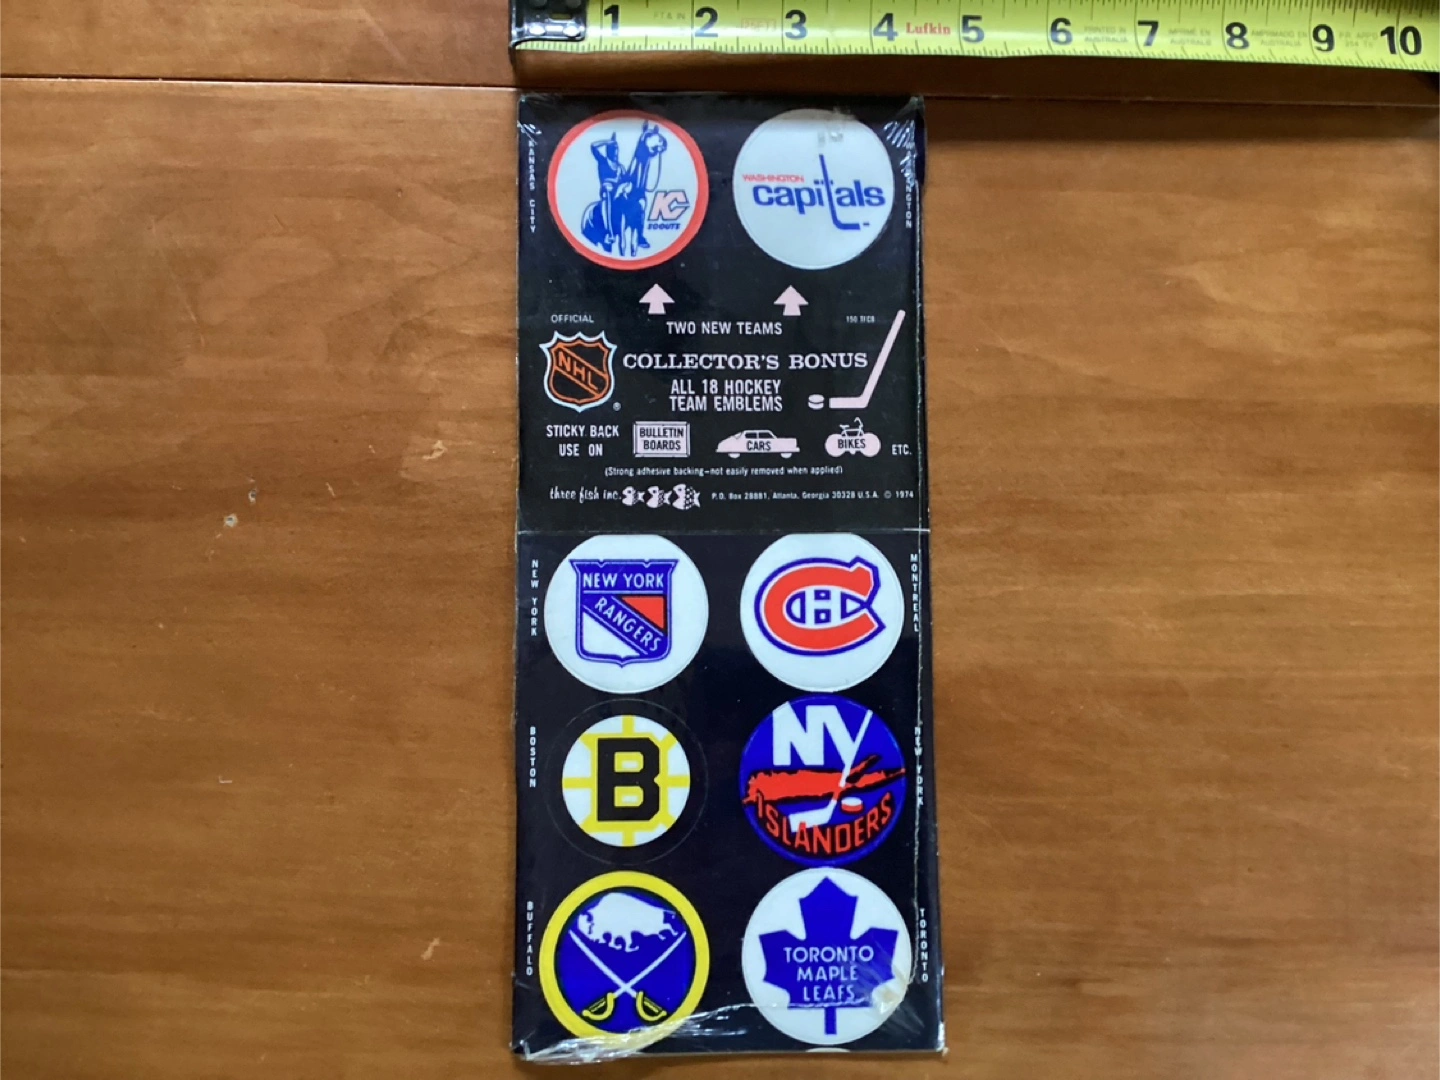 1 2 3 4 Lufkin 5 6 7 8 9 10
KANSAS CITY
WASHINGTON capitals
KC
SCOUTS
TWO NEW TEAMS
OFFICIAL
NHL
COLLECTOR'S BONUS
ALL 18 HOCKEY
TEAM EMBLEMS
STICKY BACK
USE ON
BULLETIN
BOARDS
CARS
BIKES
ETC.
(Strong adhesive backing—not easily removed when applied)
three fish inc.
P.O. Box 28881, Atlanta, Georgia 30328 U.S.A. © 1974
NEW YORK
NEW YORK
RANGERS
MONTREAL
CH
BOSTON
B
NY
ISLANDERS
NEW YORK
BUFFALO
TORONTO
MAPLE
LEAFS
TORONTO